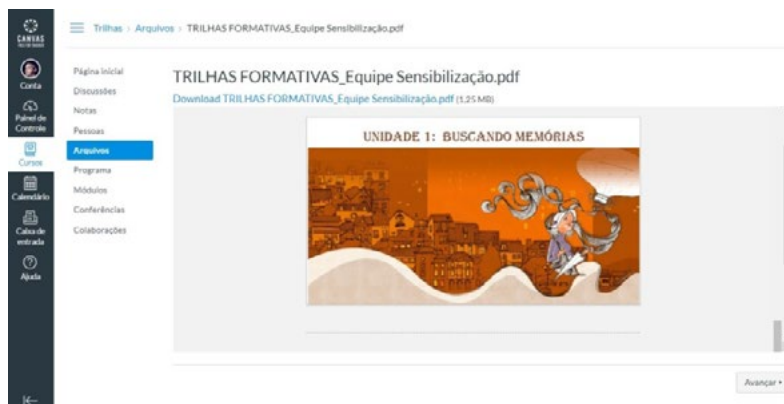 CANVAS
Conta
Painel de
Controle
Cursos
Calendário
Caixa de
entrada
Ajuda
Trilhas > Arquivos > TRILHAS FORMATIVAS_Equipe Sensibilização.pdf
Página inicial
Discussões
Notas
Pessoas
Arquivos
Programa
Módulos
Conferências
Colaborações
TRILHAS FORMATIVAS_Equipe Sensibilização.pdf
Download TRILHAS FORMATIVAS_Equipe Sensibilização.pdf (1,25 MB)
UNIDADE 1: BUSCANDO MEMÓRIAS
Avançar